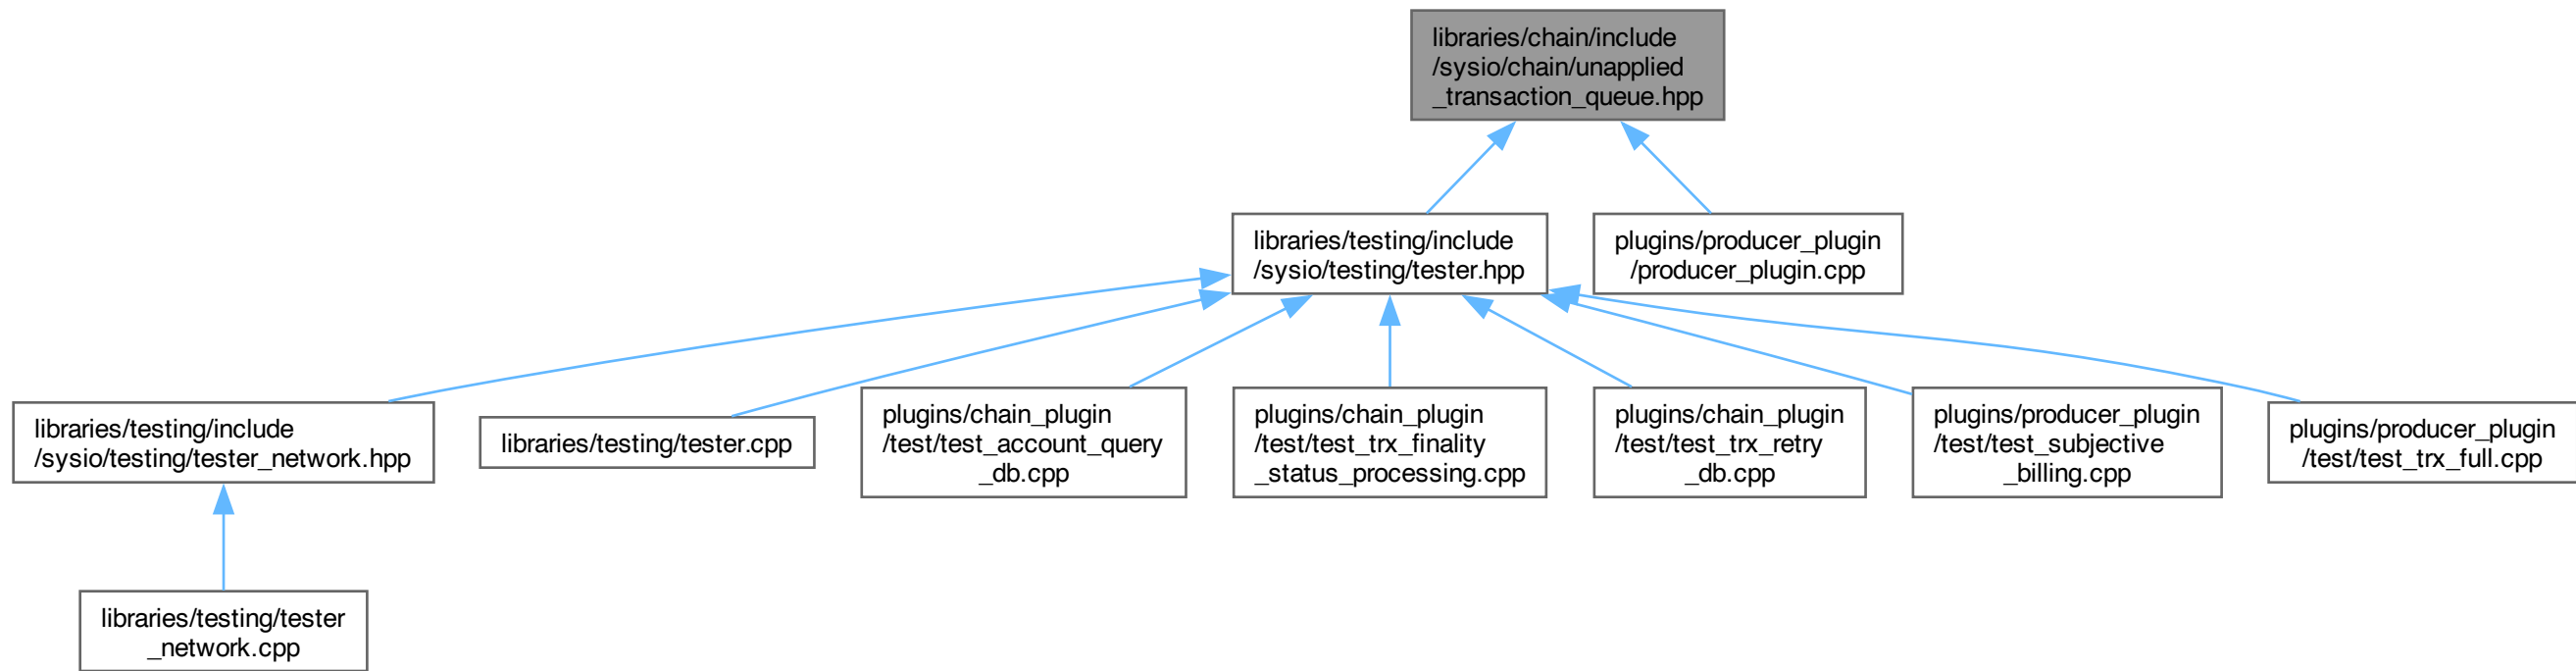 libraries/chain/include
/sysio/chain/unapplied
_transaction_queue.hpp
libraries/testing/include
/sysio/testing/tester.hpp
plugins/producer_plugin
/producer_plugin.cpp
libraries/testing/include
/sysio/testing/tester_network.hpp
libraries/testing/tester.cpp
plugins/chain_plugin
/test/test_account_query
_db.cpp
plugins/chain_plugin
/test/test_trx_finality
_status_processing.cpp
plugins/chain_plugin
/test/test_trx_retry
_db.cpp
plugins/producer_plugin
/test/test_subjective
_billing.cpp
plugins/producer_plugin
/test/test_trx_full.cpp
libraries/testing/tester
_network.cpp